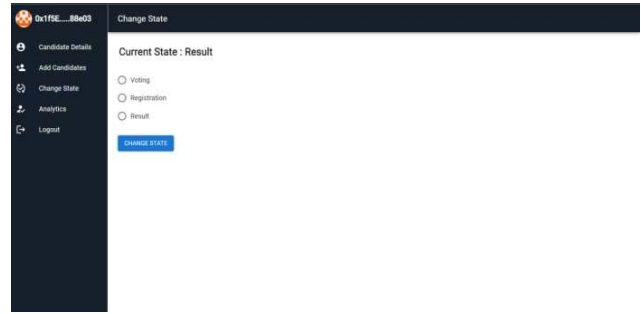 0x1f5E.....88e03
Change State
Candidate Details
Add Candidates
Change State
Analytics
Logout
Current State : Result
Voting
Registration
Result
CHANGE STATE